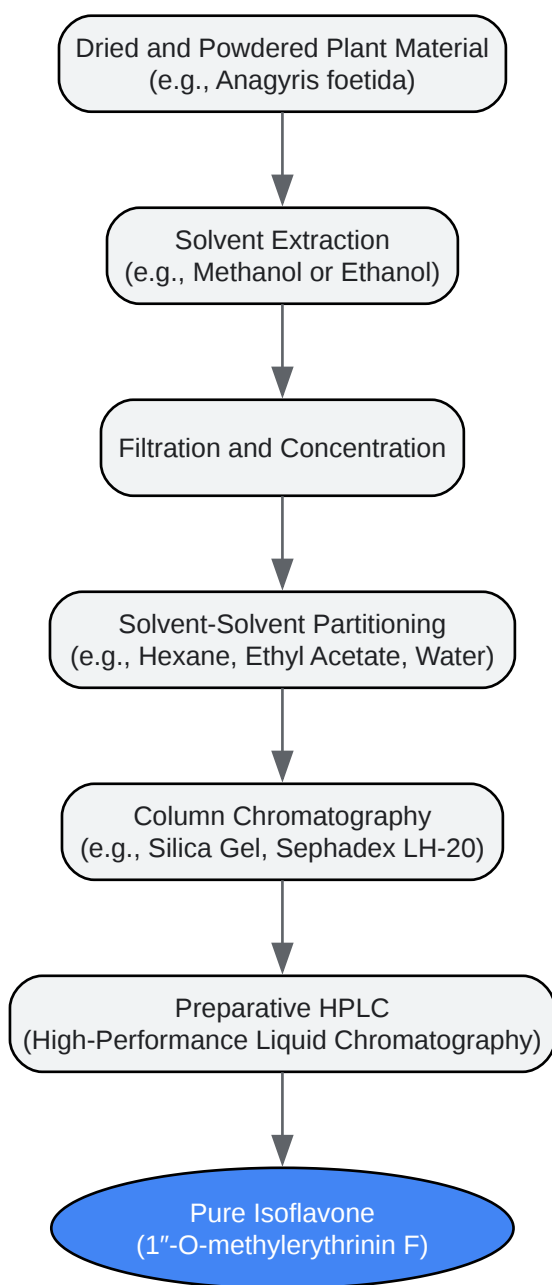 Dried and Powdered Plant Material
(e.g., Anagyris foetida)
Solvent Extraction
(e.g., Methanol or Ethanol)
Filtration and Concentration
Solvent-Solvent Partitioning
(e.g., Hexane, Ethyl Acetate, Water)
Column Chromatography
(e.g., Silica Gel, Sephadex LH-20)
Preparative HPLC
(High-Performance Liquid Chromatography)
Pure Isoflavone
(1″-O-methylerythrinin F)